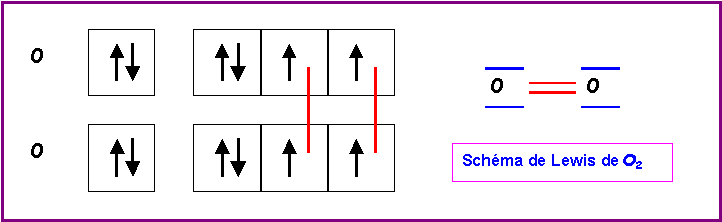 O
O
O O
Schéma de Lewis de O₂